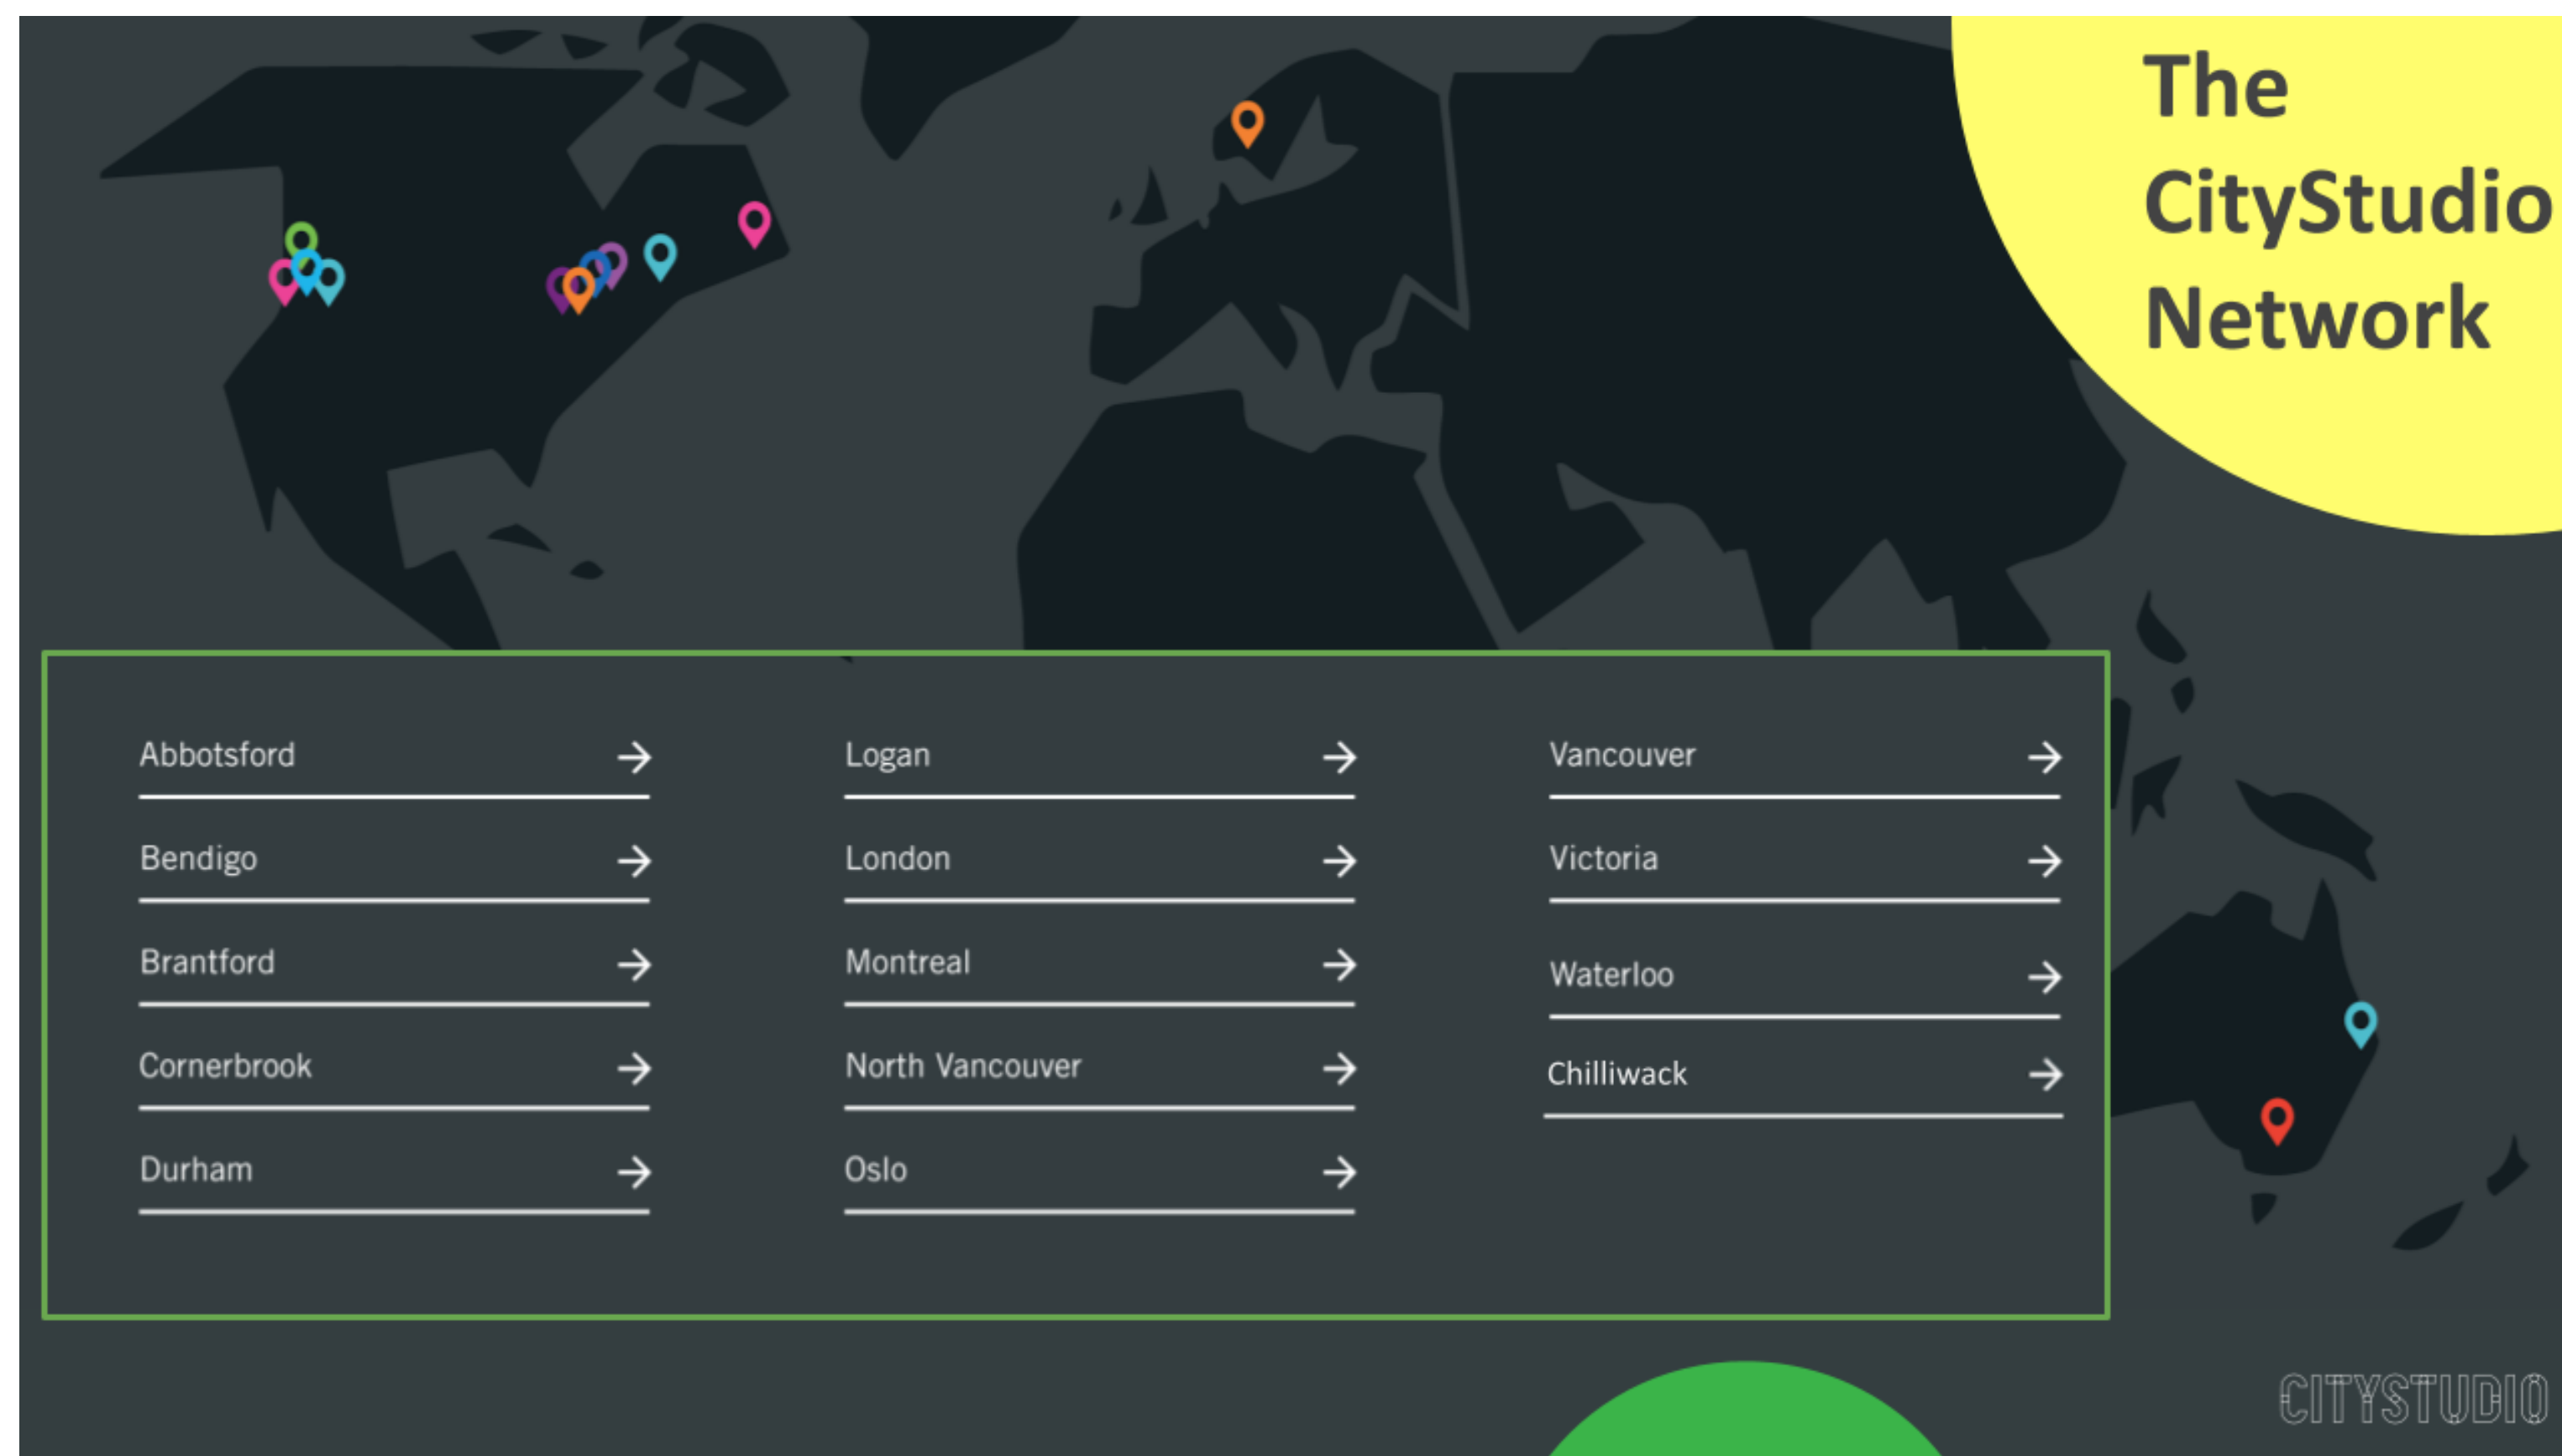 The
CityStudio
Network
Abbotsford →
Bendigo →
Brantford →
Cornerbrook →
Durham →
Logan →
London →
Montreal →
North Vancouver →
Oslo →
Vancouver →
Victoria →
Waterloo →
Chilliwack →
CITYSTUDIO